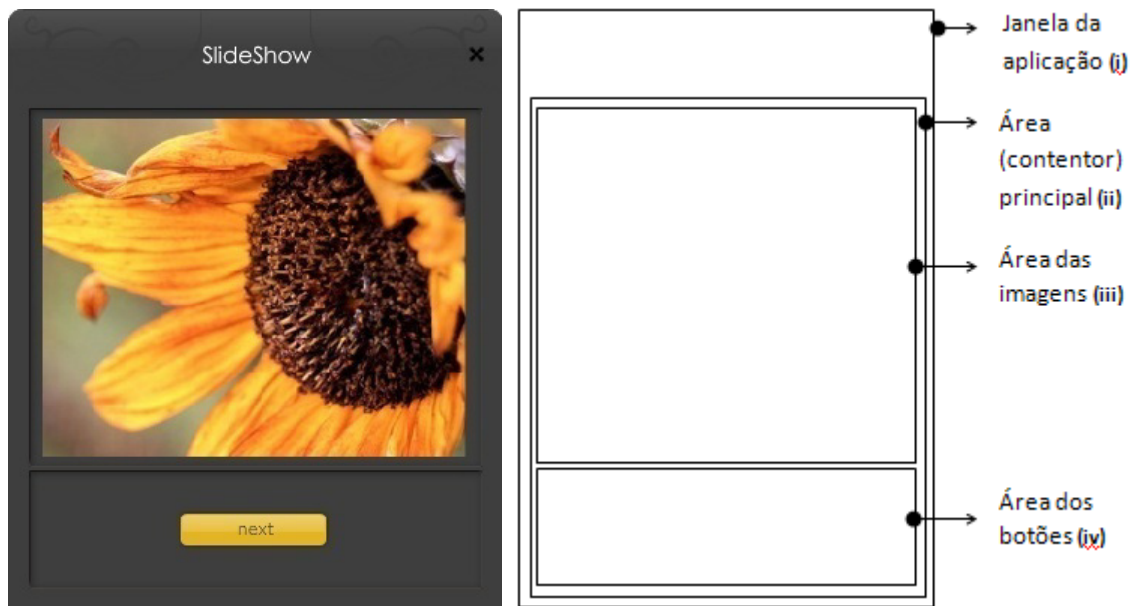 SlideShow
×
next
Janela da
aplicação (i)
Área
(contentor)
principal (ii)
Área das
imagens (iii)
Área dos
botões (iv)